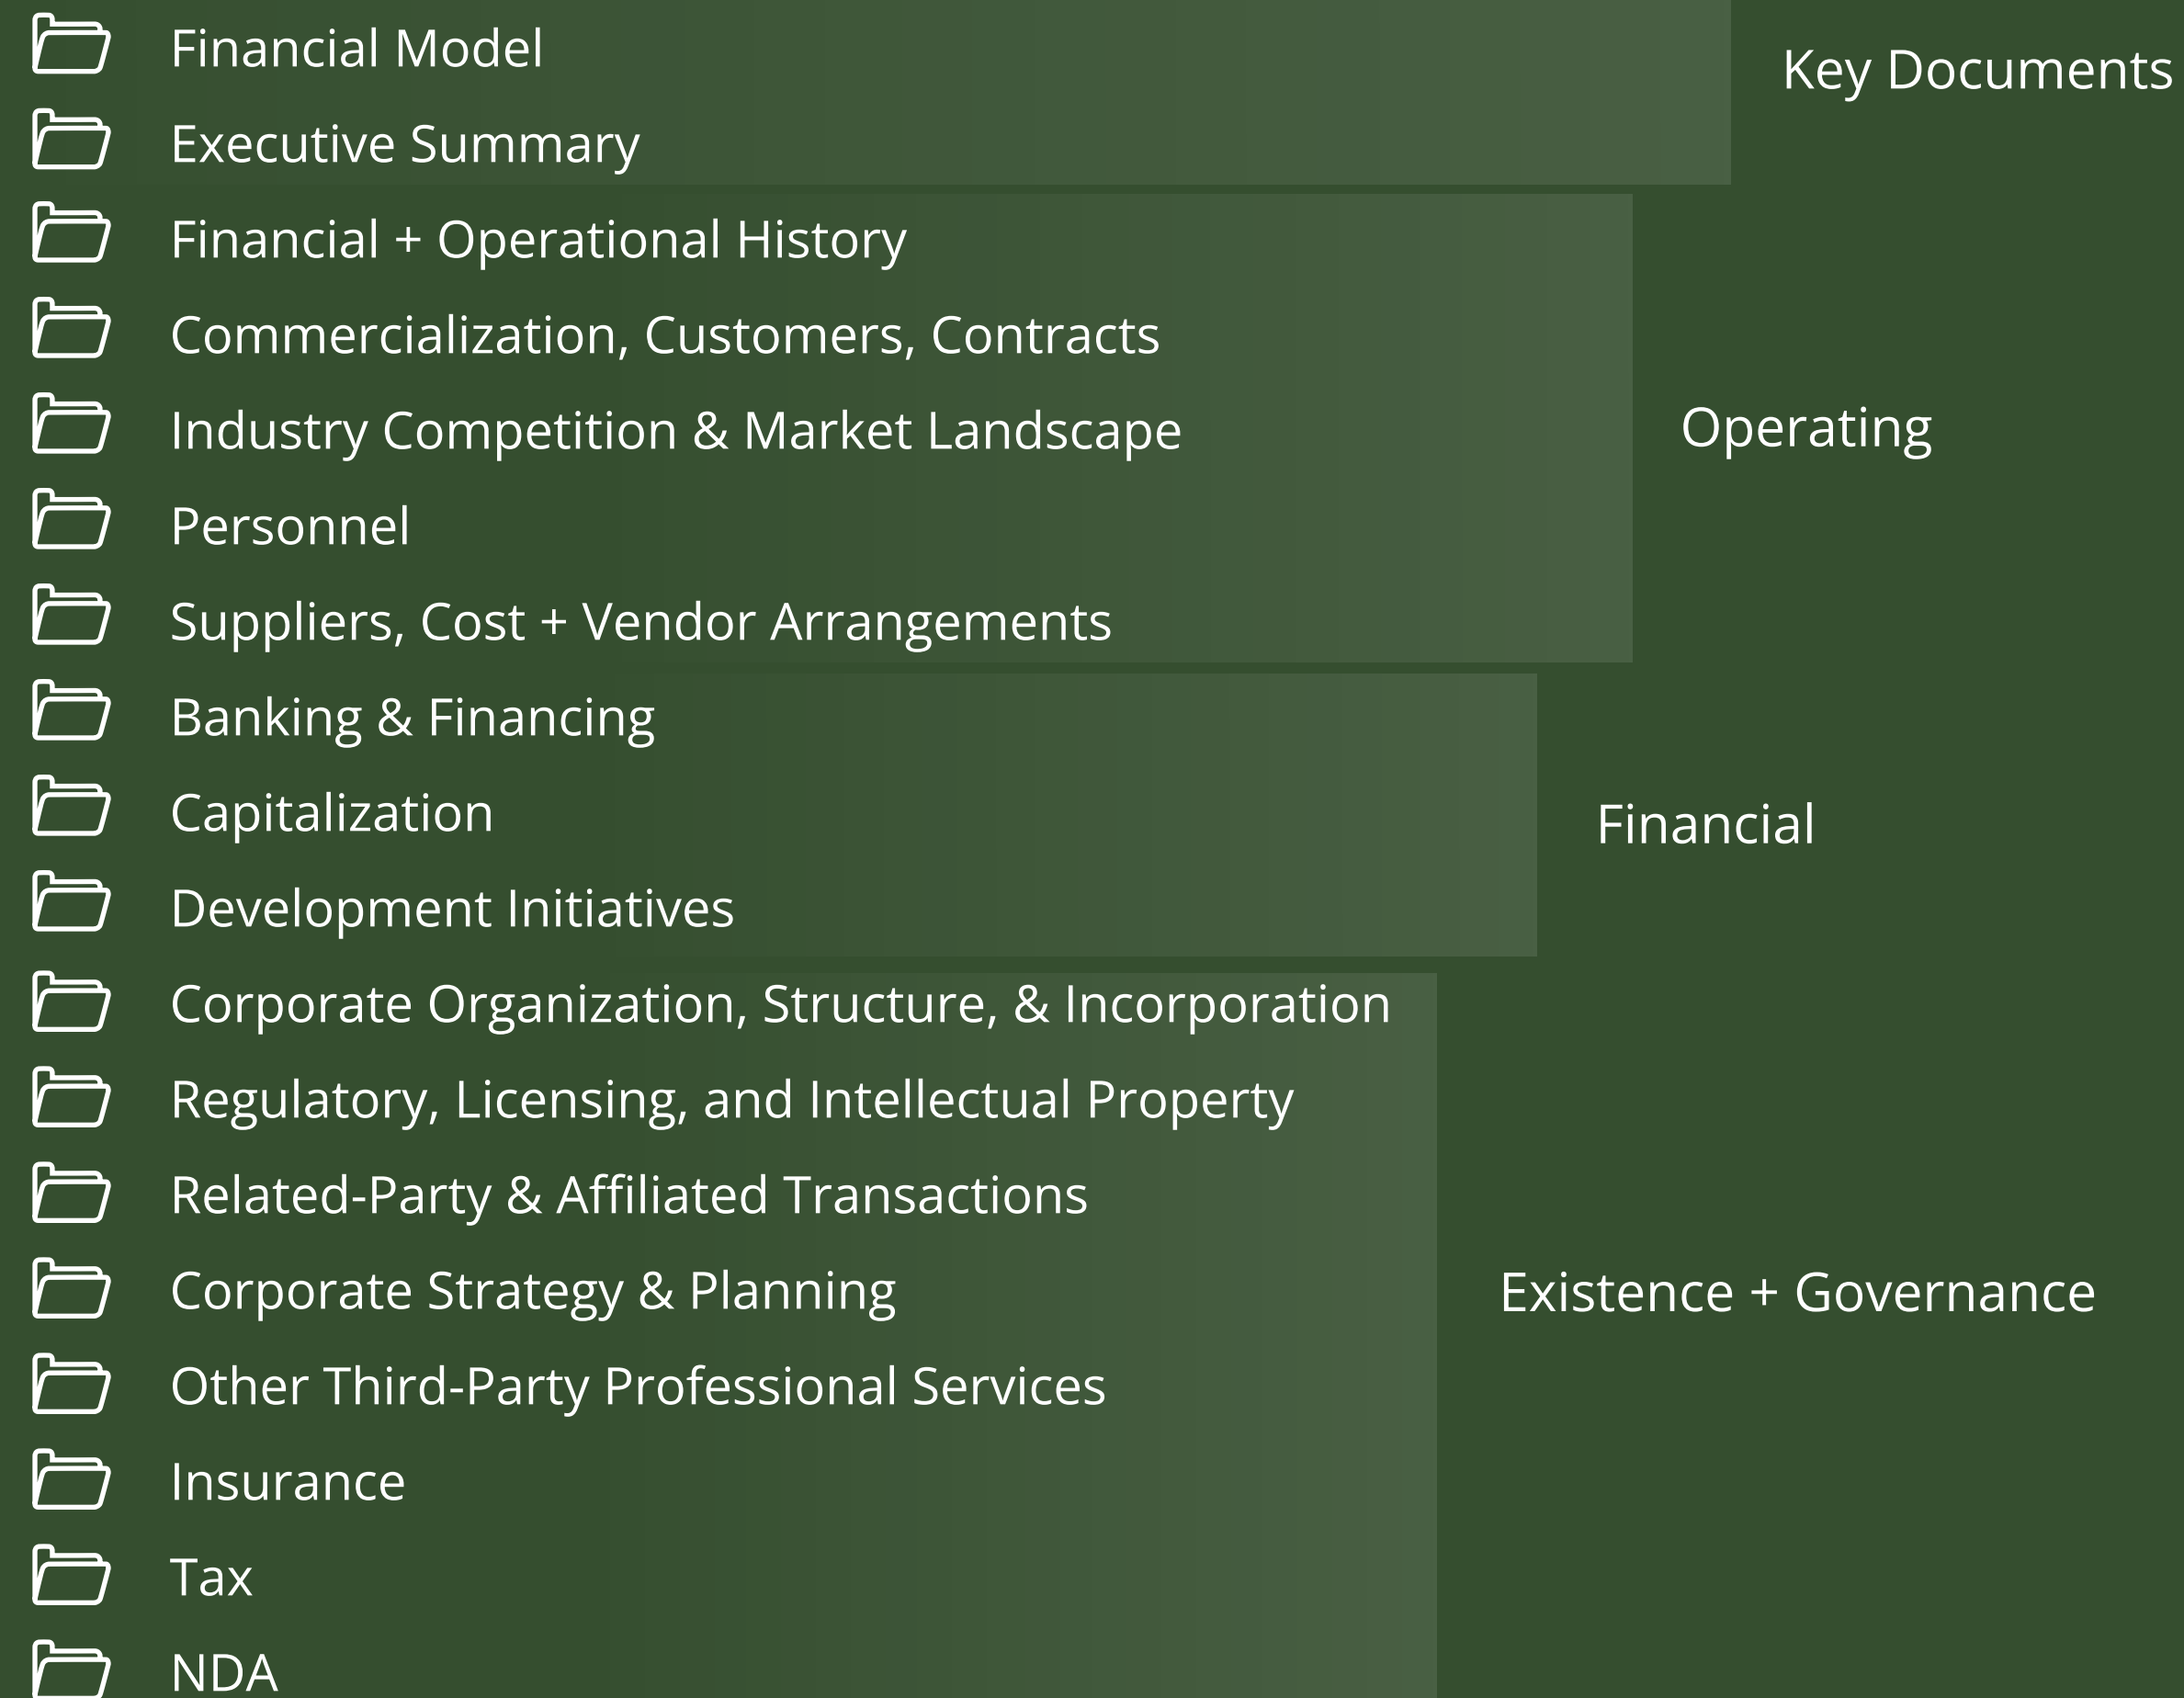 Financial Model
Executive Summary
Key Documents
Financial + Operational History
Commercialization, Customers, Contracts
Industry Competition & Market Landscape
Personnel
Suppliers, Cost + Vendor Arrangements
Operating
Banking & Financing
Capitalization
Development Initiatives
Financial
Corporate Organization, Structure, & Incorporation
Regulatory, Licensing, and Intellectual Property
Related-Party & Affiliated Transactions
Corporate Strategy & Planning
Other Third-Party Professional Services
Insurance
Tax
NDA
Existence + Governance